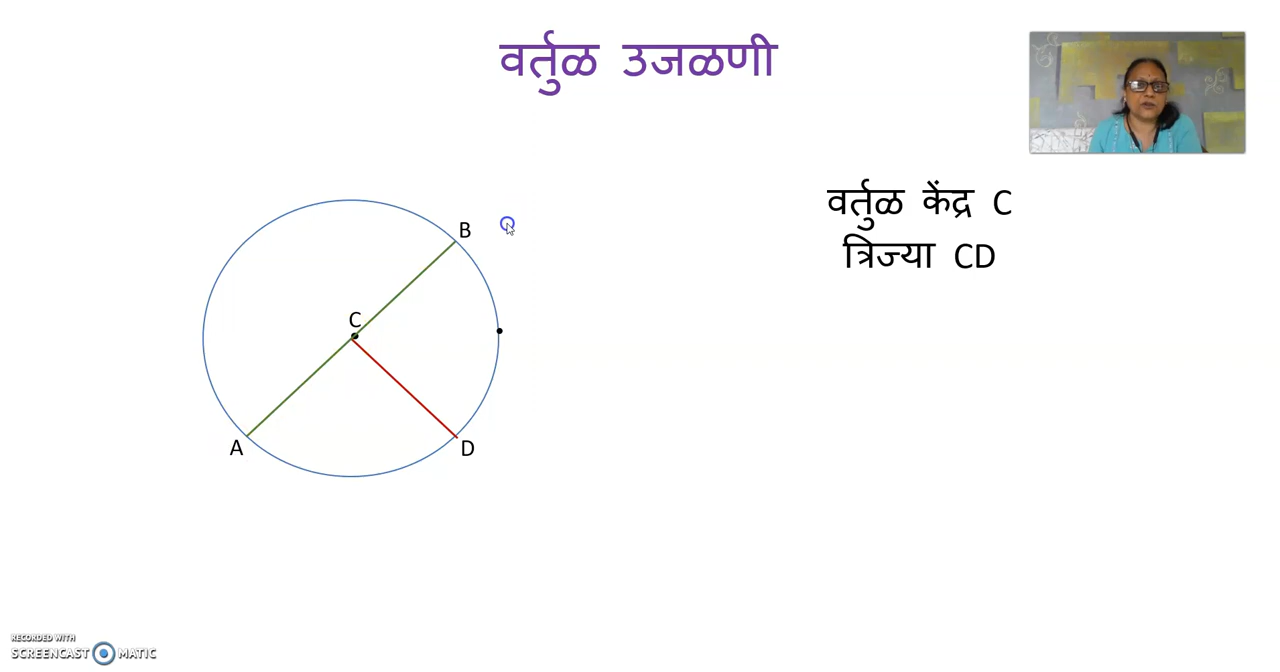 वर्तुळ उजळणी
वर्तुळ केंद्र C
त्रिज्या CD
B
C
A
D
RECORDED WITH
SCREENCAST MATIC